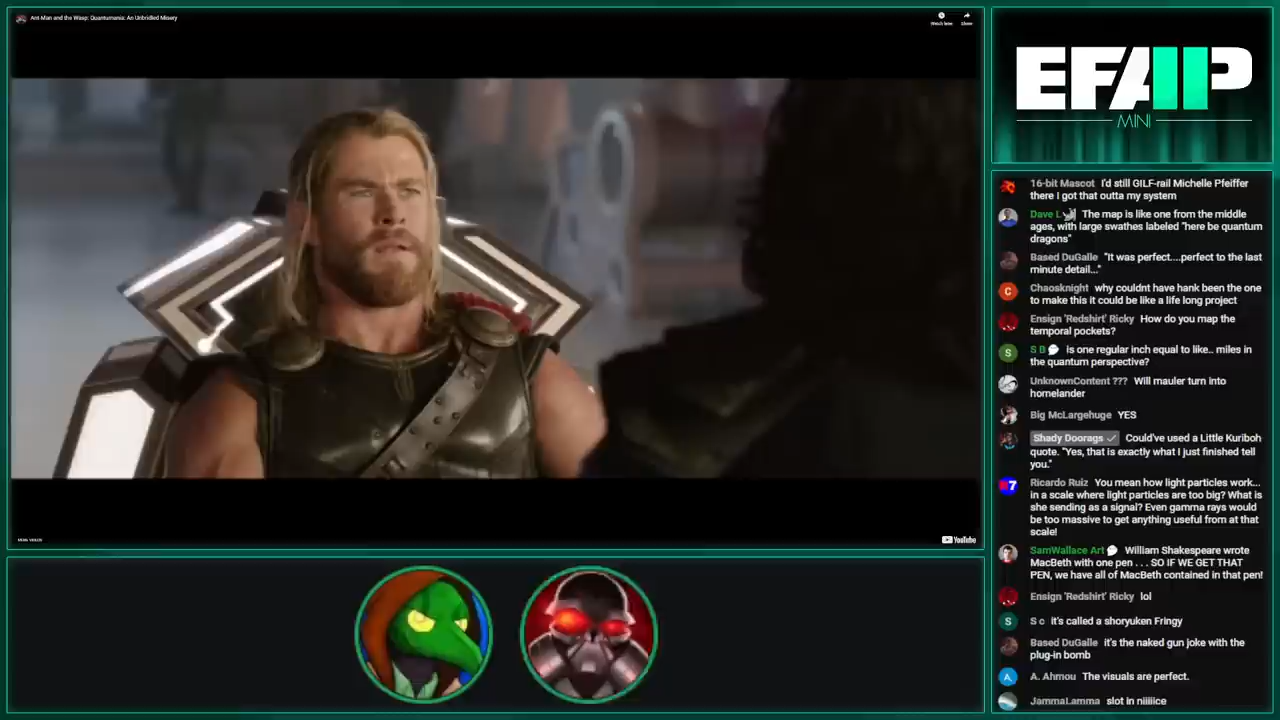 Ant-Man and the Wasp: Quantumania: An Unbridled Misery
Watch later
Share
MORE VIDEOS
YouTube
EFAP
MINI
16-bit Mascot I'd still GILF-rail Michelle Pfeiffer
there I got that outta my system
Dave L The map is like one from the middle
ages, with large swathes labeled "here be quantum
dragons"
Based DuGalle "It was perfect....perfect to the last
minute detail..."
Chaosknight why couldnt have hank been the one
to make this it could be like a life long project
Ensign 'Redshirt' Ricky How do you map the
temporal pockets?
S B is one regular inch equal to like.. miles in
the quantum perspective?
UnknownContent ??? Will mauler turn into
homelander
Big McLargehuge YES
Shady Doorags Could've used a Little Kuriboh
quote. "Yes, that is exactly what I just finished tell
you."
Ricardo Ruiz You mean how light particles work...
in a scale where light particles are too big? What is
she sending as a signal? Even gamma rays would
be too massive to get anything useful from at that
scale!
SamWallace Art William Shakespeare wrote
MacBeth with one pen . . . SO IF WE GET THAT
PEN, we have all of MacBeth contained in that pen!
Ensign 'Redshirt' Ricky lol
S c it's called a shoryuken Fringy
Based DuGalle it's the naked gun joke with the
plug-in bomb
A. Ahmou The visuals are perfect.
JammaLamma slot in niiiiice